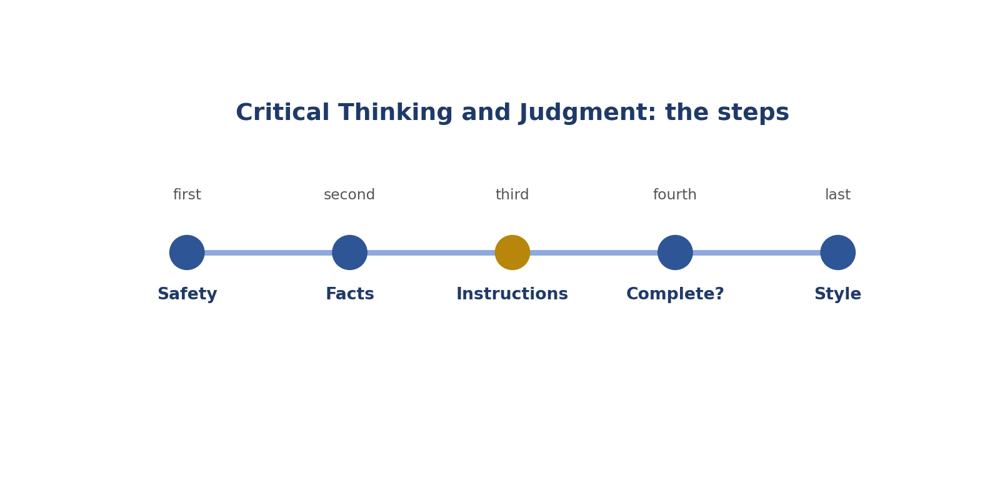 Critical Thinking and Judgment: the steps
first second third fourth last
Safety Facts Instructions Complete? Style